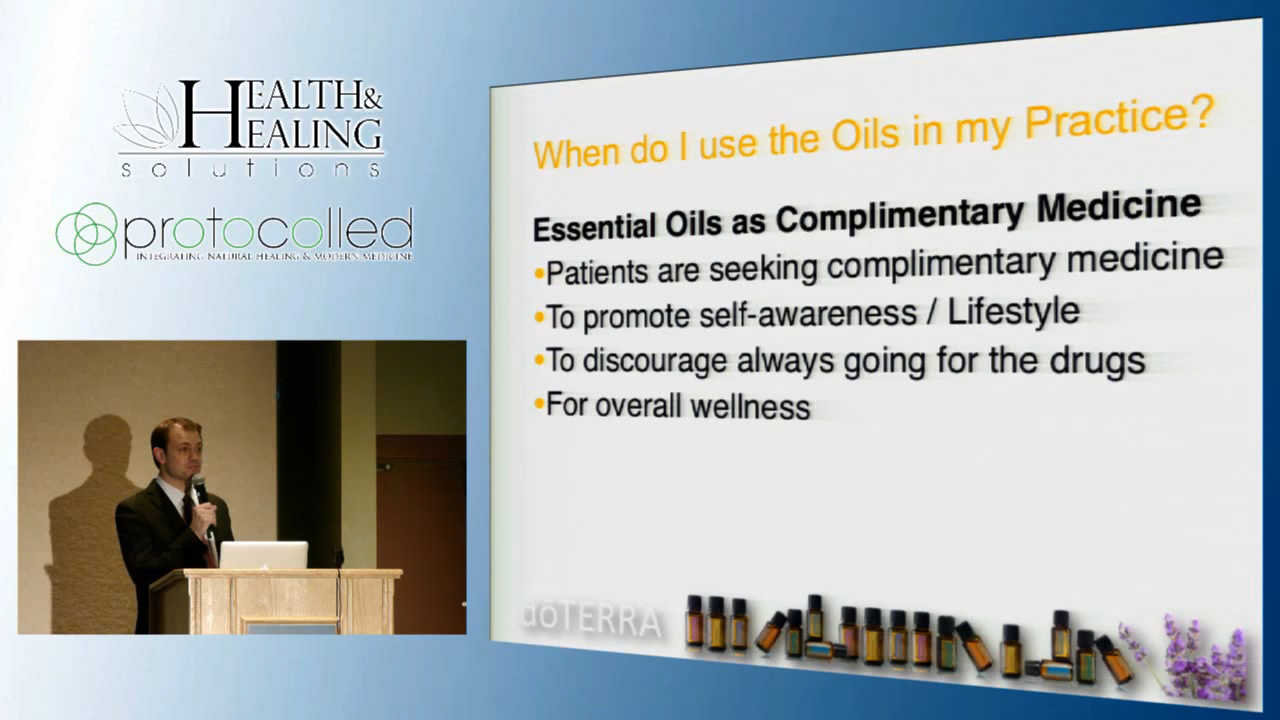 HEALTH&
HEALING
solutions
protocolled
INTEGRATING NATURAL HEALING & MODERN MEDICINE
When do I use the Oils in my Practice?
Essential Oils as Complimentary Medicine
•Patients are seeking complimentary medicine
•To promote self-awareness / Lifestyle
•To discourage always going for the drugs
•For overall wellness
dōTERRA